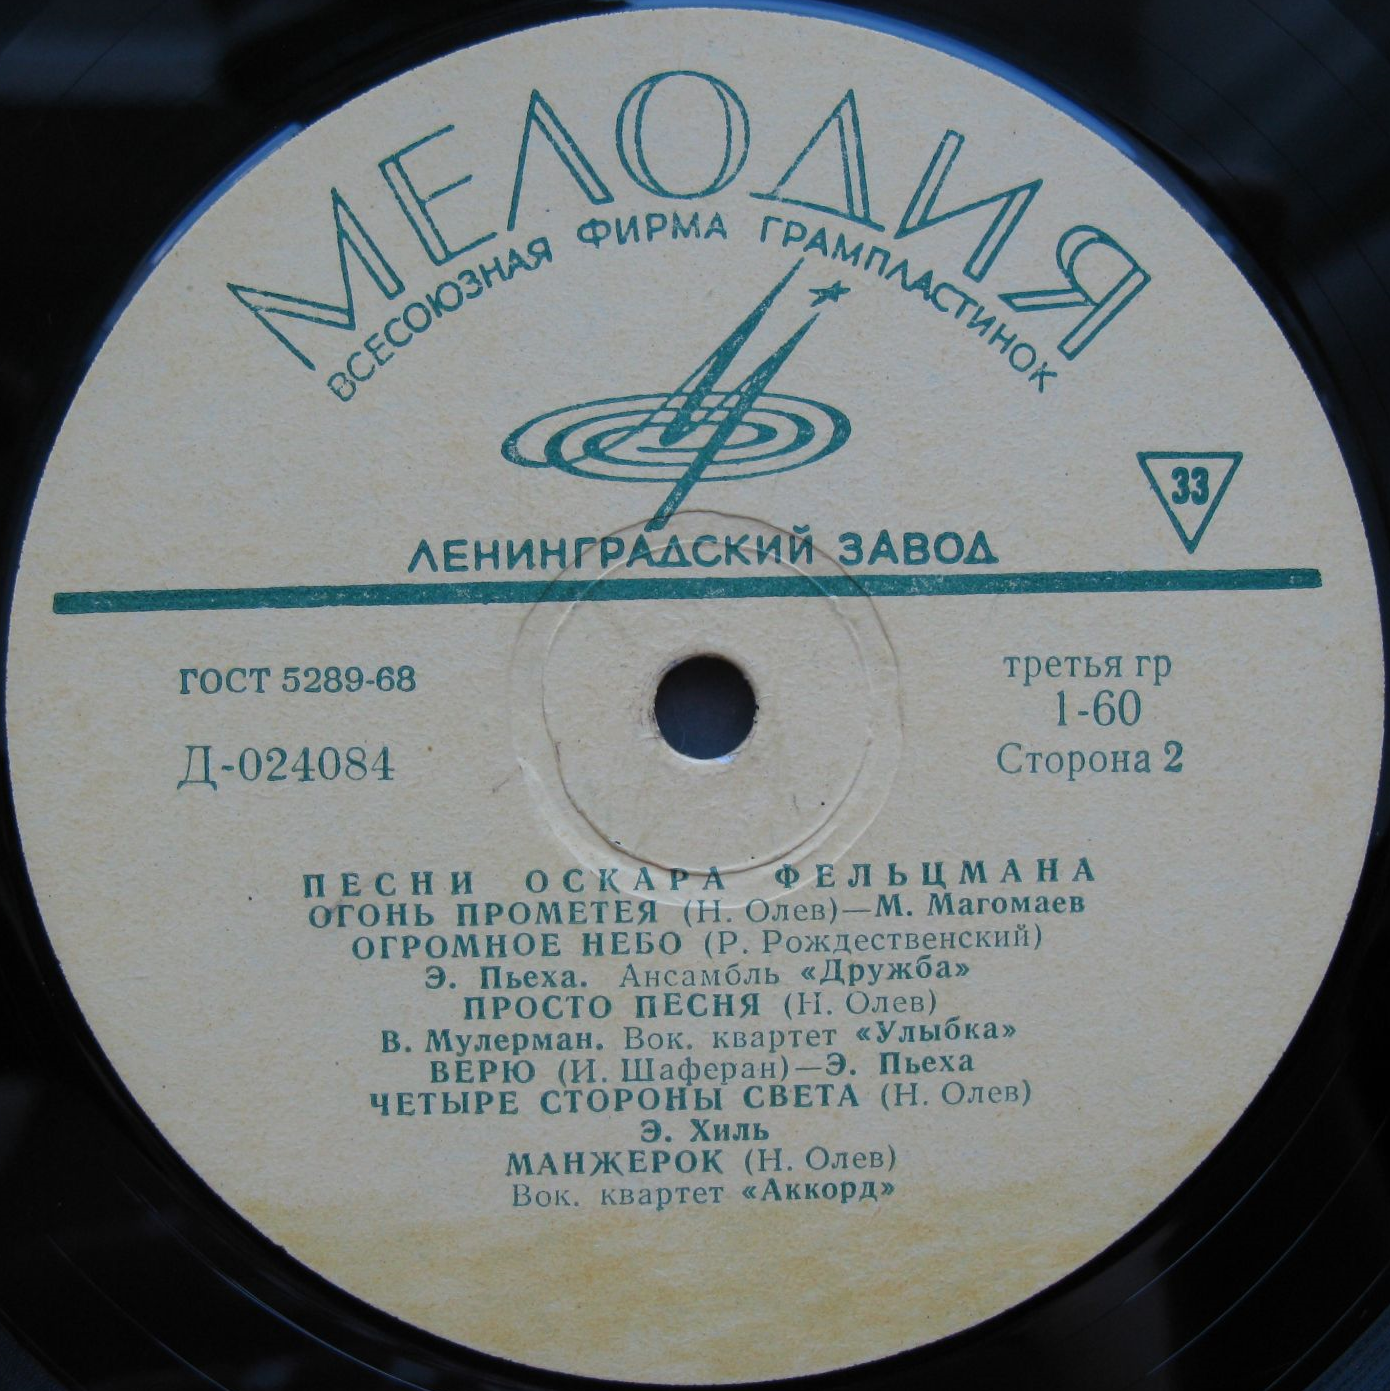 МЕЛОДИЯ
ВСЕСОЮЗНАЯ ФИРМА ГРАМПЛАСТИНОК
33
ЛЕНИНГРАДСКИЙ ЗАВОД
ГОСТ 5289-68
Д-024084
третья гр
1-60
Сторона 2
ПЕСНИ ОСКАРА ФЕЛЬЦМАНА
ОГОНЬ ПРОМЕТЕЯ (Н. Олев)—М. Магомаев
ОГРОМНОЕ НЕБО (Р. Рождественский)
Э. Пьеха. Ансамбль «Дружба»
ПРОСТО ПЕСНЯ (Н. Олев)
В. Мулерман. Вок. квартет «Улыбка»
ВЕРЮ (И. Шаферан)—Э. Пьеха
ЧЕТЫРЕ СТОРОНЫ СВЕТА (Н. Олев)
Э. Хиль
МАНЖЕРОК (Н. Олев)
Вок. квартет «Аккорд»